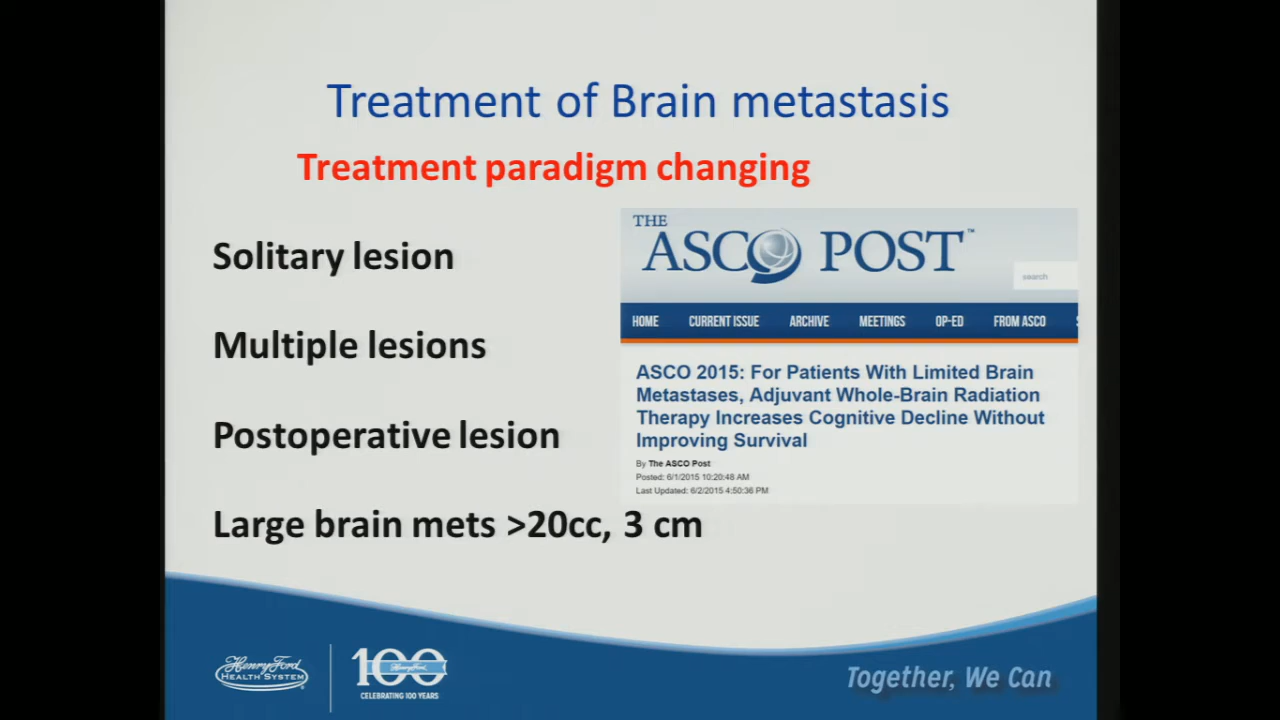 Treatment of Brain metastasis
Treatment paradigm changing
Solitary lesion
Multiple lesions
Postoperative lesion
Large brain mets >20cc, 3 cm
THE
ASCO POST™
search
HOME CURRENT ISSUE ARCHIVE MEETINGS OP-ED FROM ASCO
ASCO 2015: For Patients With Limited Brain
Metastases, Adjuvant Whole-Brain Radiation
Therapy Increases Cognitive Decline Without
Improving Survival
By The ASCO Post
Posted: 6/1/2015 10:20:48 AM
Last Updated: 6/2/2015 4:50:36 PM
Henry Ford
HEALTH SYSTEM
100
Henry Ford
CELEBRATING 100 YEARS
Together, We Can